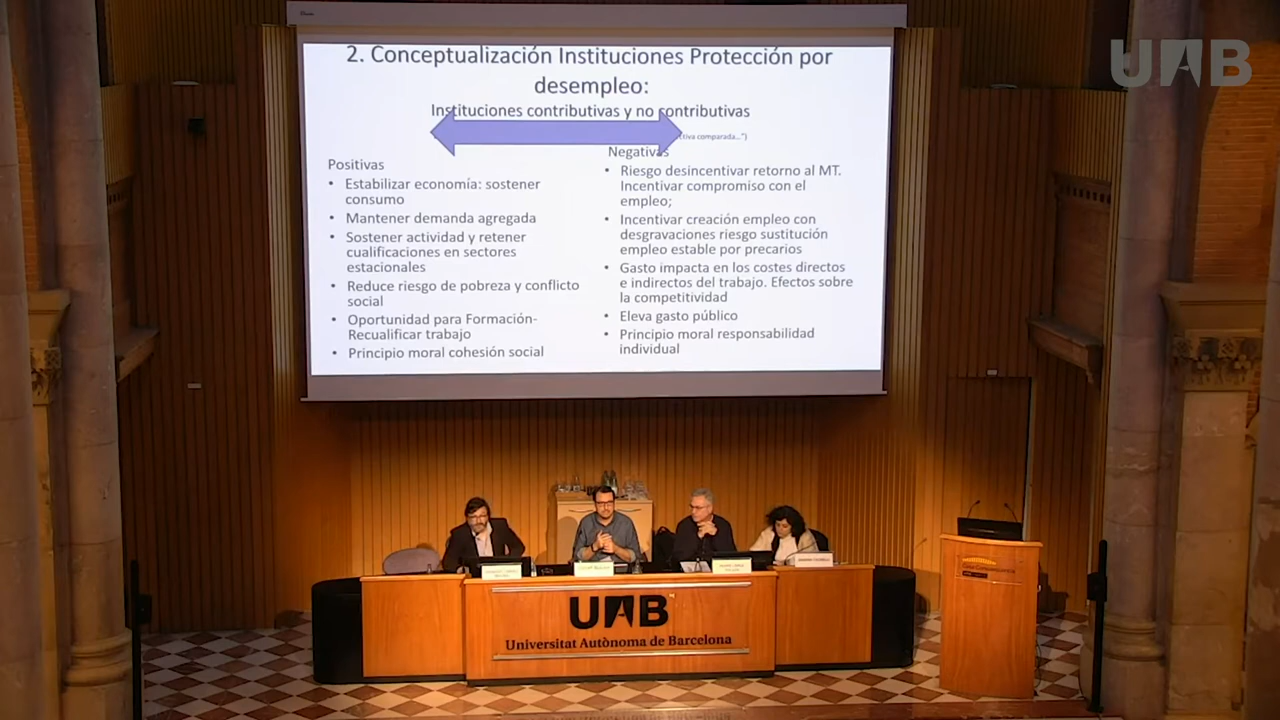 UAB
2. Conceptualización Instituciones Protección por
desempleo:
Instituciones contributivas y no contributivas
comparada...")
Positivas
• Estabilizar economía: sostener
consumo
• Mantener demanda agregada
• Sostener actividad y retener
cualificaciones en sectores
estacionales
• Reduce riesgo de pobreza y conflicto
social
• Oportunidad para Formación-
Recualificar trabajo
• Principio moral cohesión social
Negativas
• Riesgo desincentivar retorno al MT.
Incentivar compromiso con el
empleo;
• Incentivar creación empleo con
desgravaciones riesgo sustitución
empleo estable por precarios
• Gasto impacta en los costes directos
e indirectos del trabajo. Efectos sobre
la competitividad
• Eleva gasto público
• Principio moral responsabilidad
individual
UAB
Universitat Autònoma de Barcelona